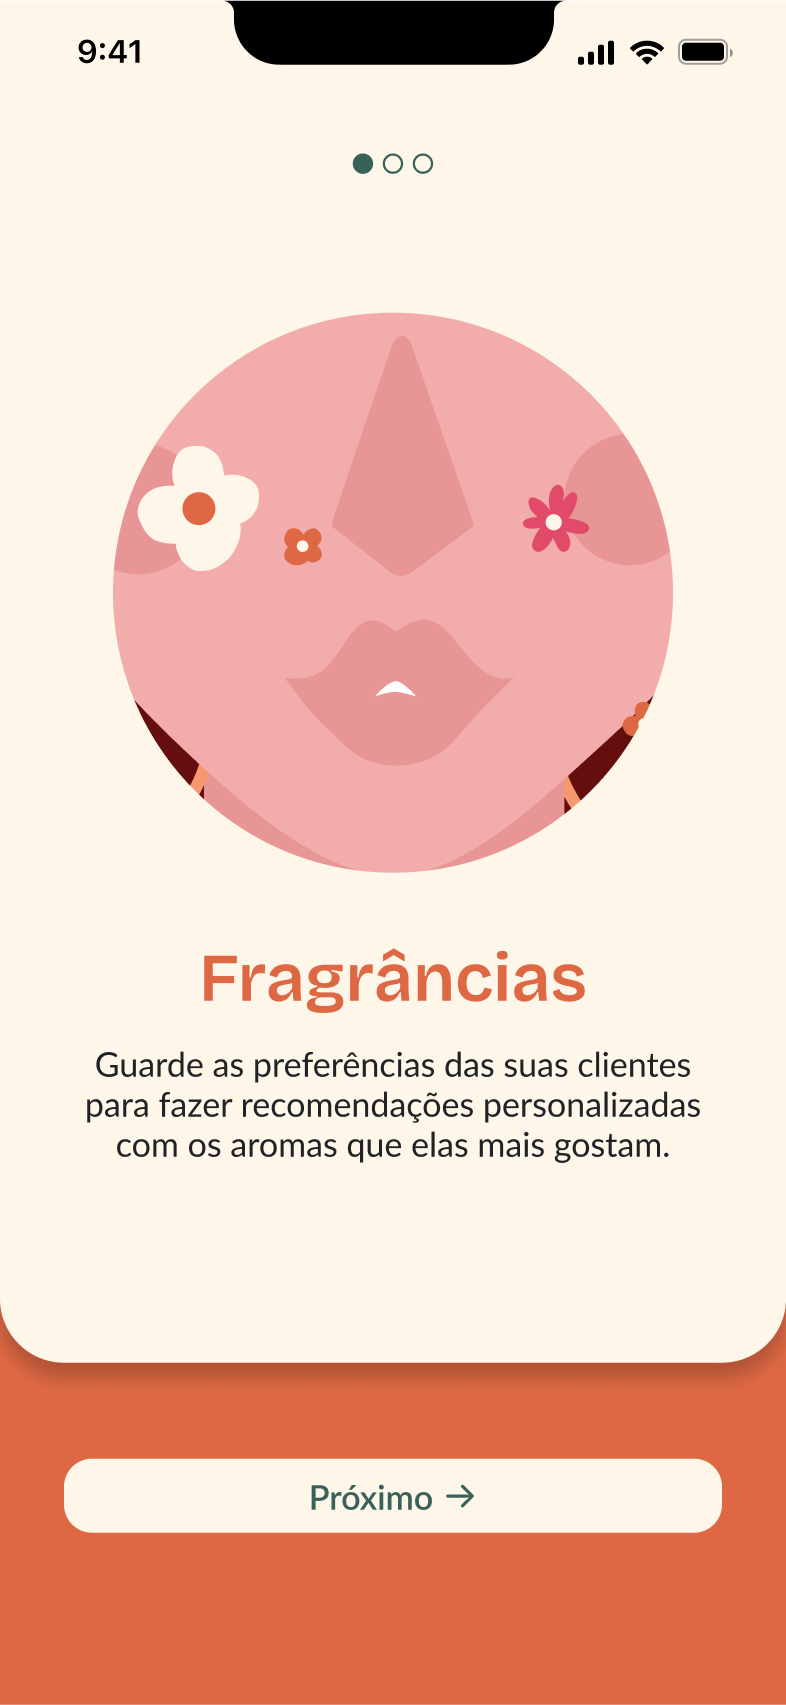 9:41
Fragrâncias
Guarde as preferências das suas clientes
para fazer recomendações personalizadas
com os aromas que elas mais gostam.
Próximo →